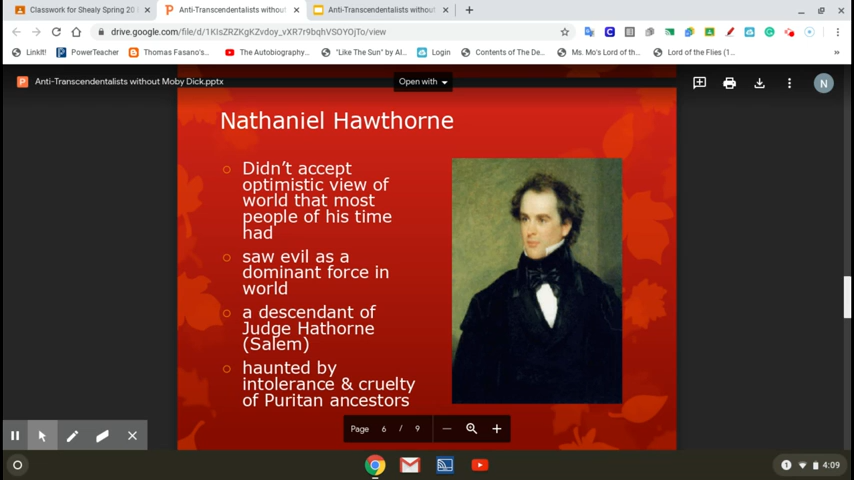 Classwork for Shealy Spring 20
Anti-Transcendentalists without
Anti-Transcendentalists without
drive.google.com/file/d/1KIsZRZKgKZvdoy_vXR7r9bqhVSOYOjTo/view
LinkIt!
PowerTeacher
Thomas Fasano's...
The Autobiography...
"Like The Sun" by Al...
Login
Contents of The De...
Ms. Mo's Lord of th...
Lord of the Flies (1...
»
Anti-Transcendentalists without Moby Dick.pptx
Open with
N
Nathaniel Hawthorne
Didn't accept
optimistic view of
world that most
people of his time
had
saw evil as a
dominant force in
world
a descendant of
Judge Hathorne
(Salem)
haunted by
intolerance & cruelty
of Puritan ancestors
Page 6 / 9
1 4:09